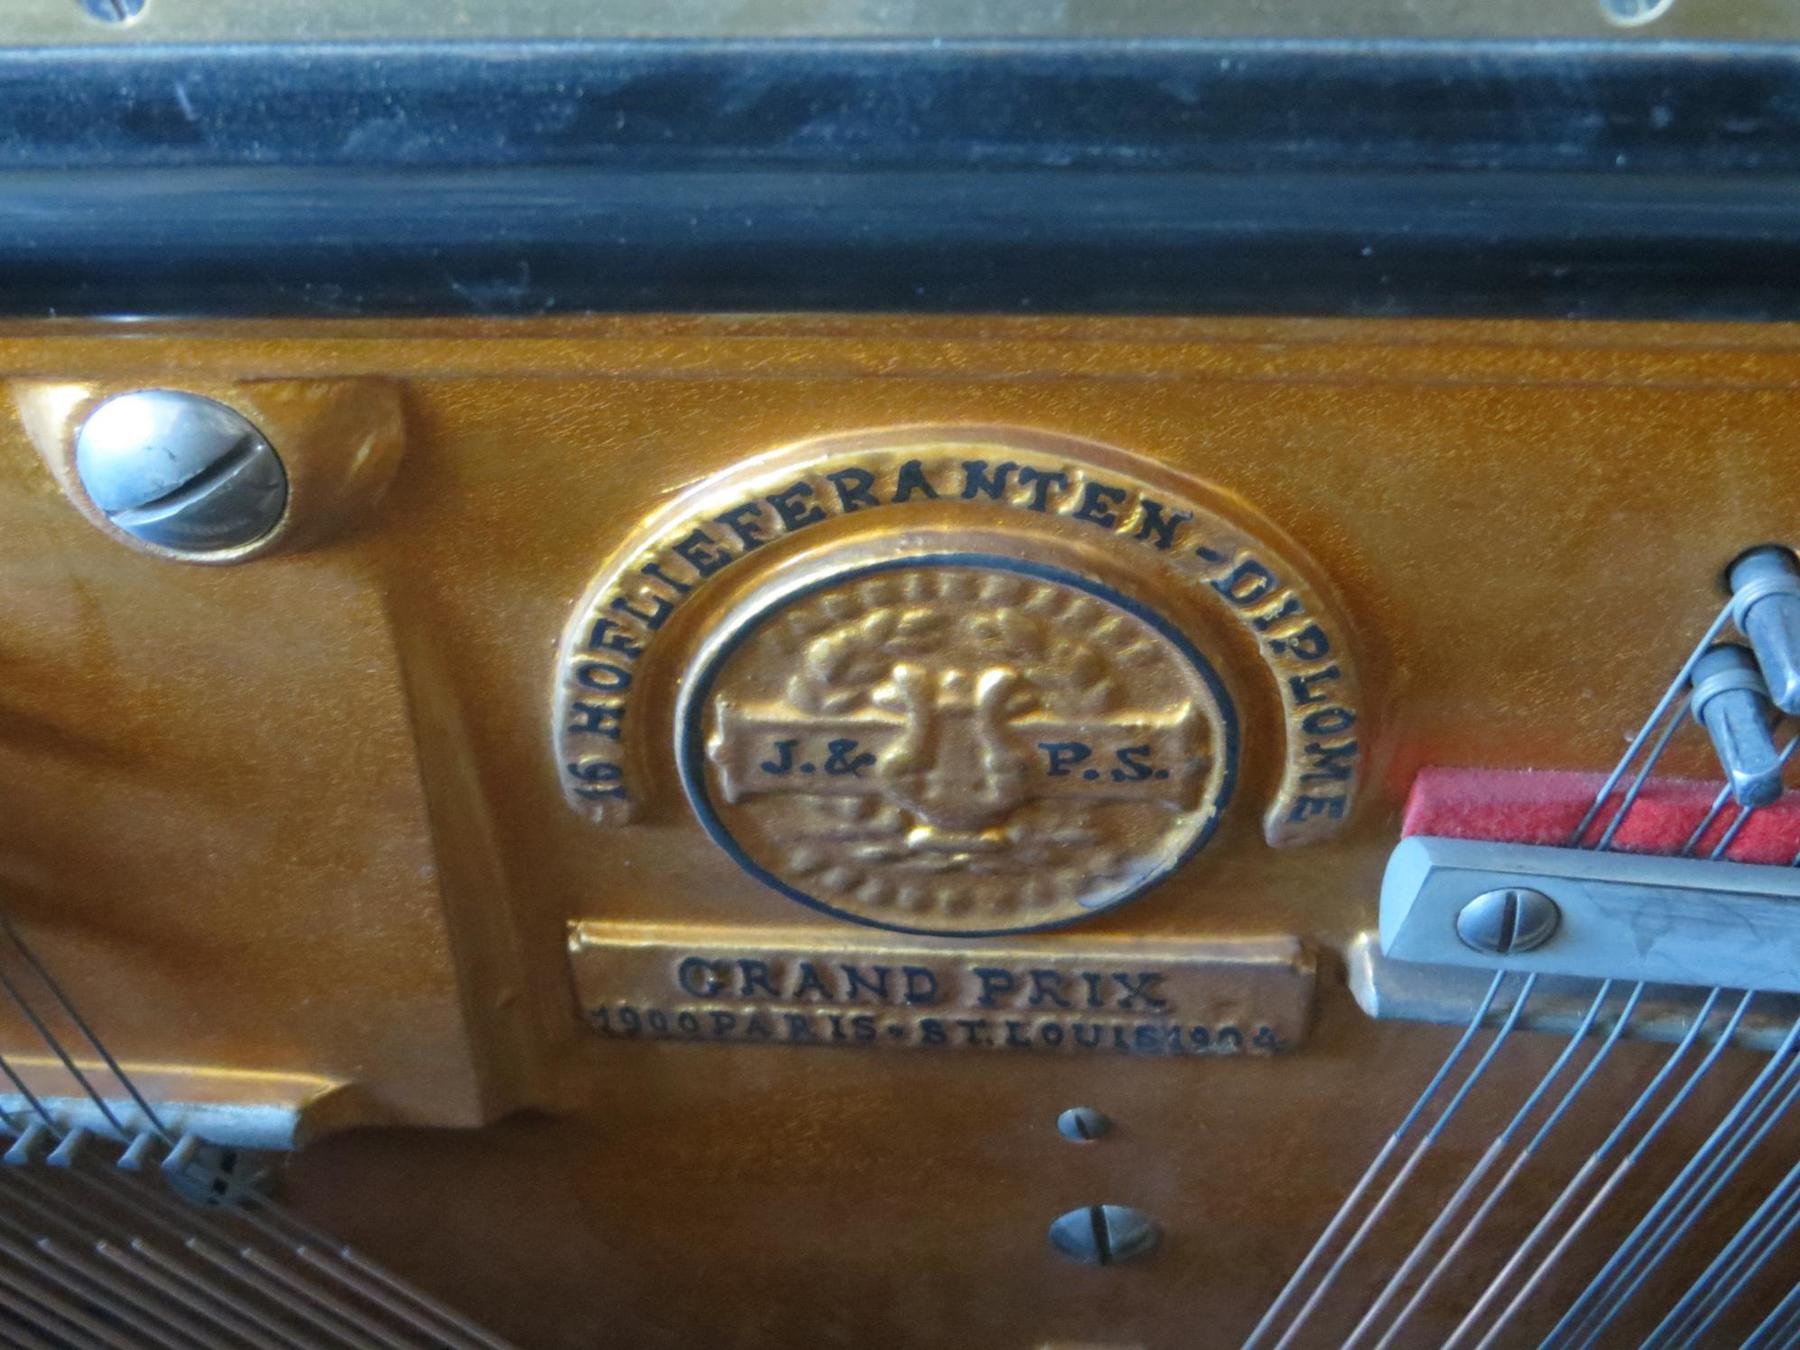 16 HOFLIEFERANTEN-DIPLOME
J. & P. S.
GRAND PRIX
1900 PARIS • ST. LOUIS 1904